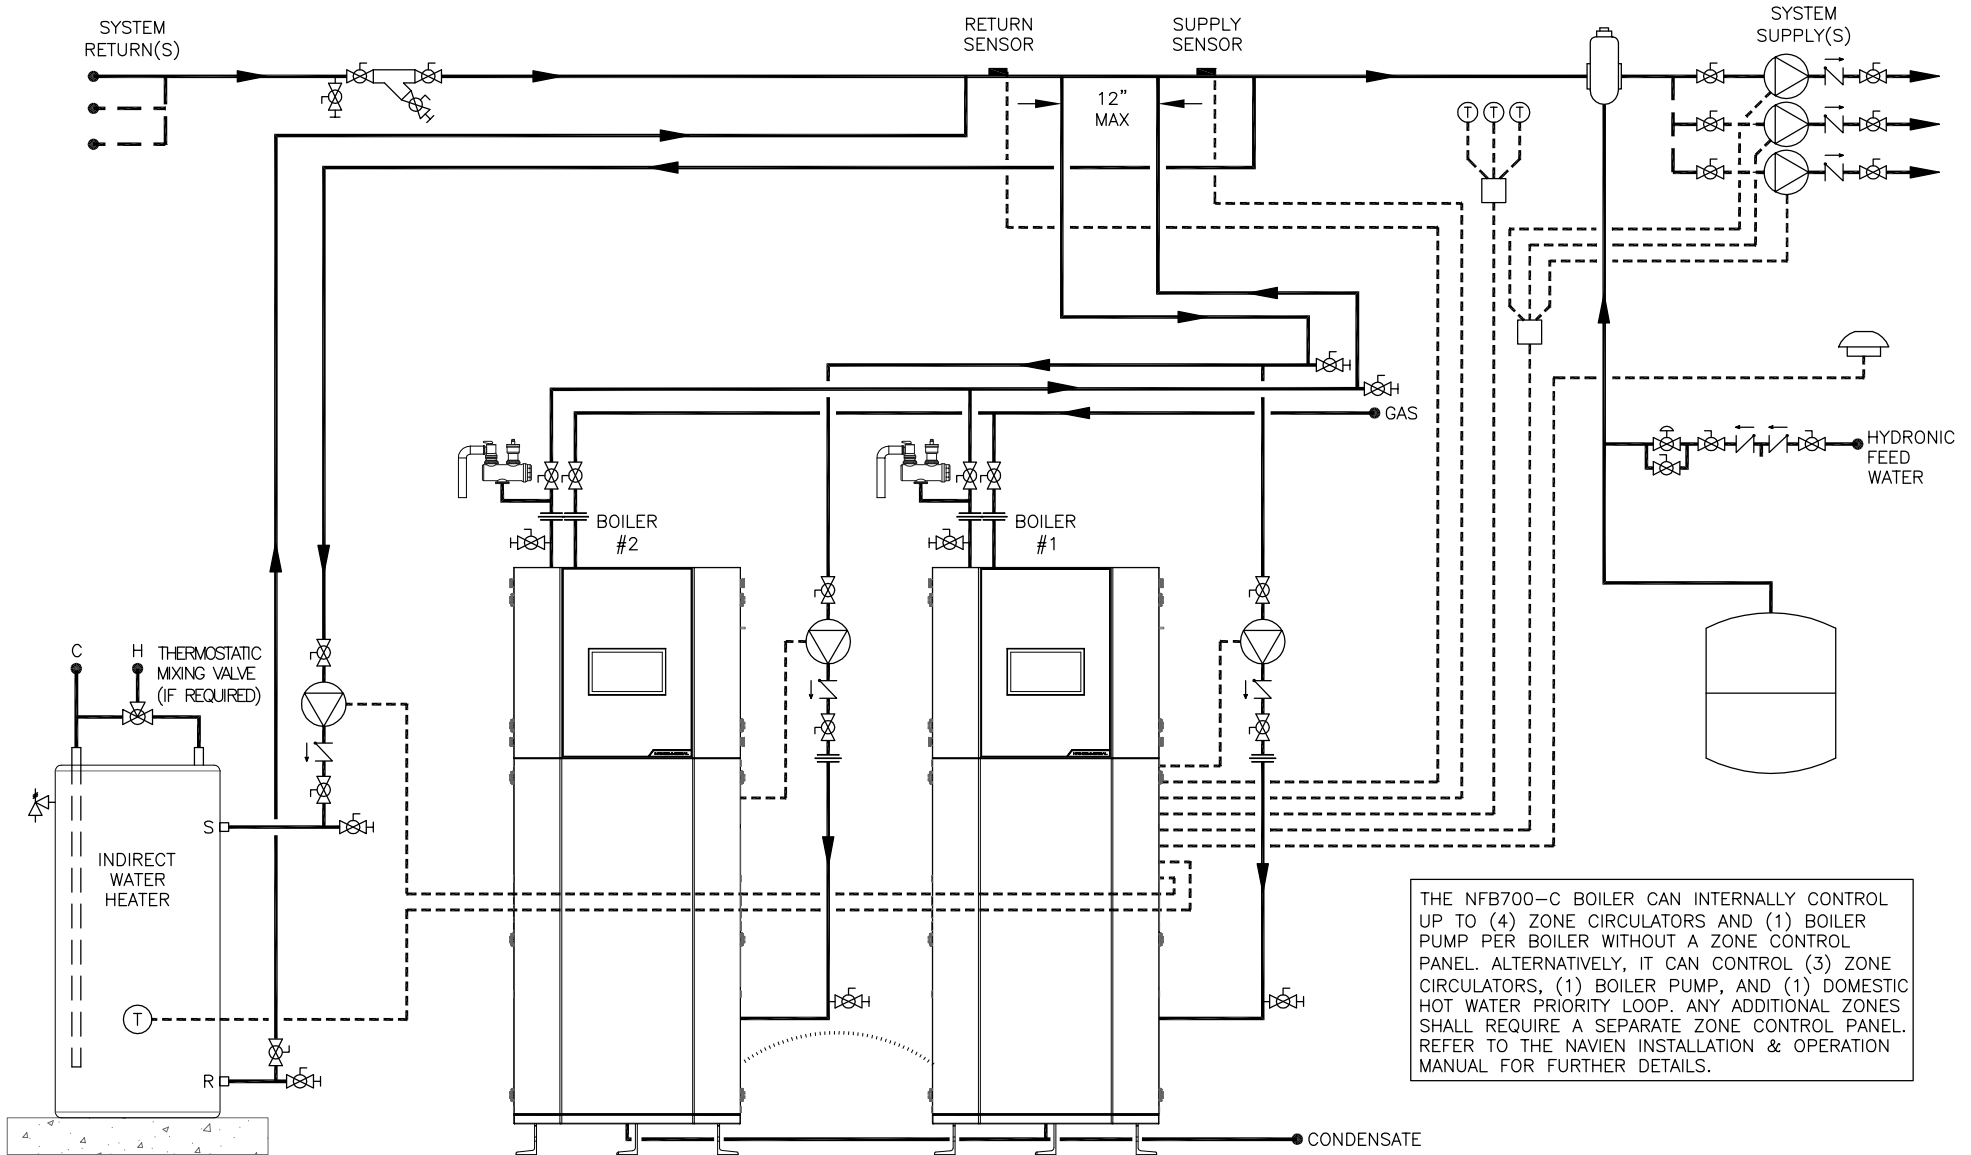 SYSTEM
RETURN(S)
RETURN
SENSOR
SUPPLY
SENSOR
SYSTEM
SUPPLY(S)
12"
MAX
T T T
GAS
HYDRONIC
FEED
WATER
BOILER
#2
BOILER
#1
C
H
THERMOSTATIC
MIXING VALVE
(IF REQUIRED)
S
INDIRECT
WATER
HEATER
T
R
THE NFB700-C BOILER CAN INTERNALLY CONTROL
UP TO (4) ZONE CIRCULATORS AND (1) BOILER
PUMP PER BOILER WITHOUT A ZONE CONTROL
PANEL. ALTERNATIVELY, IT CAN CONTROL (3) ZONE
CIRCULATORS, (1) BOILER PUMP, AND (1) DOMESTIC
HOT WATER PRIORITY LOOP. ANY ADDITIONAL ZONES
SHALL REQUIRE A SEPARATE ZONE CONTROL PANEL.
REFER TO THE NAVIEN INSTALLATION & OPERATION
MANUAL FOR FURTHER DETAILS.
CONDENSATE